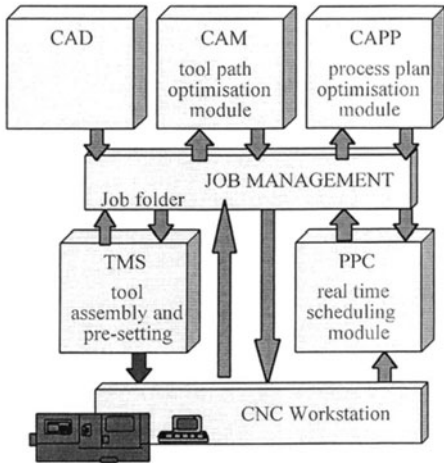 CAD
CAM
tool path
optimisation
module
CAPP
process plan
optimisation
module
JOB MANAGEMENT
Job folder
TMS
tool
assembly and
pre-setting
PPC
real time
scheduling
module
CNC Workstation